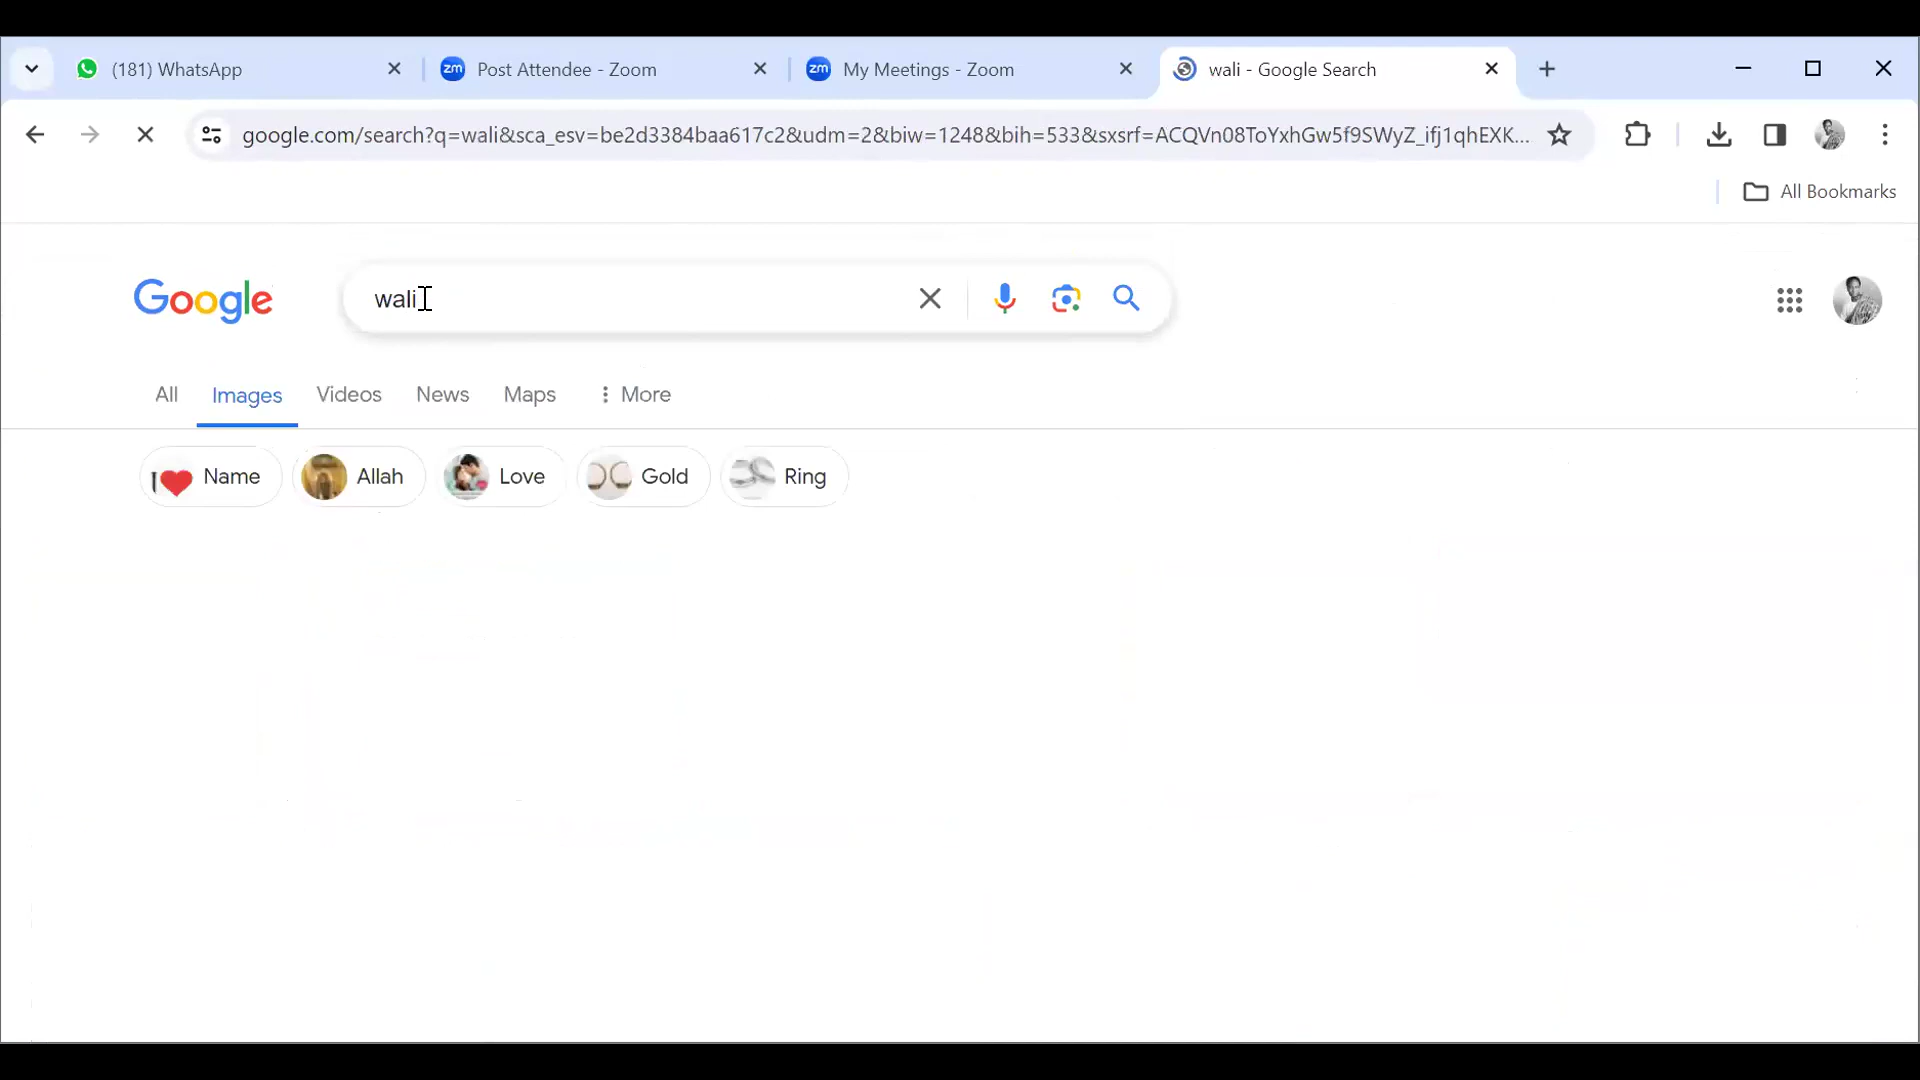 (181) WhatsApp
zm Post Attendee - Zoom
zm My Meetings - Zoom
wali - Google Search
google.com/search?q=wali&sca_esv=be2d3384baa617c2&udm=2&biw=1248&bih=533&sxsrf=ACQVn08ToYxhGw5f9SWyZ_ifj1qhEXK...
All Bookmarks
Google
wali
All Images Videos News Maps More
Name Allah Love Gold Ring